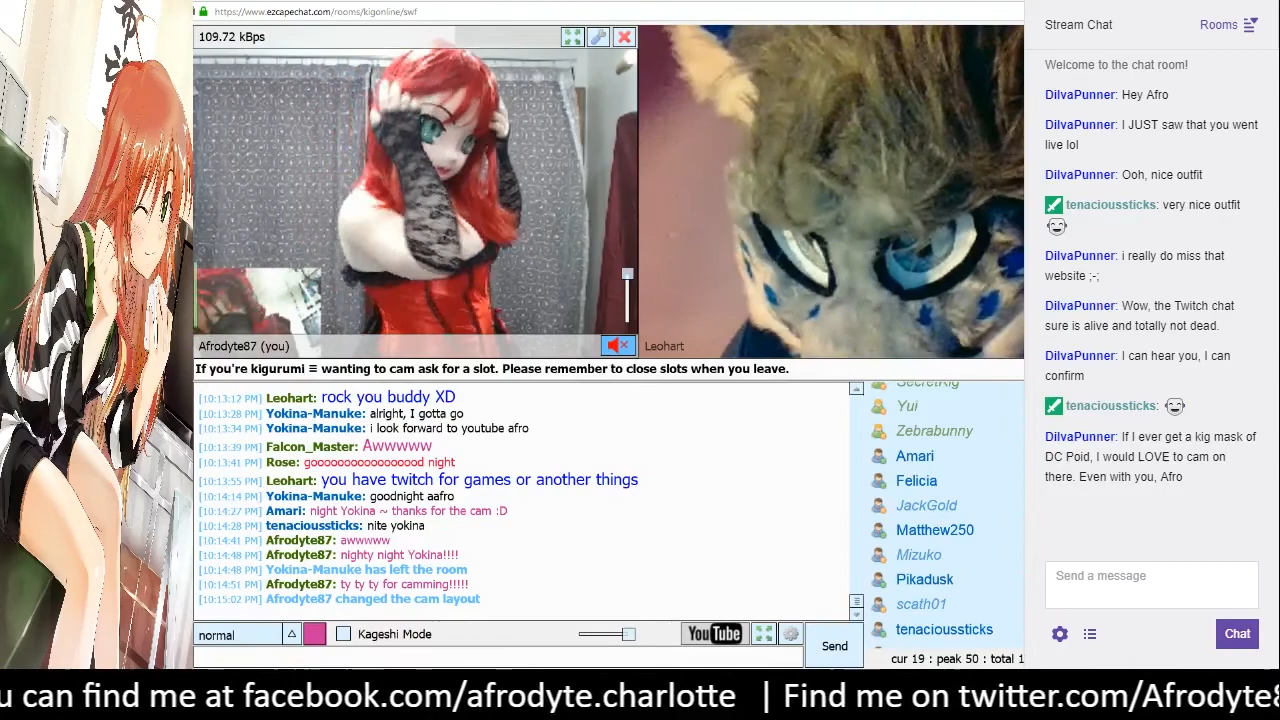 https://www.ezcapechat.com/rooms/kigonline/swf
109.72 kBps
Afrodyte87 (you)
Leohart
If you're kigurumi ≡ wanting to cam ask for a slot. Please remember to close slots when you leave.
[10:13:12 PM] Leohart: rock you buddy XD
[10:13:28 PM] Yokina-Manuke: alright, I gotta go
[10:13:34 PM] Yokina-Manuke: i look forward to youtube afro
[10:13:39 PM] Falcon_Master: Awwwwww
[10:13:41 PM] Rose: gooooooooooooooood night
[10:13:55 PM] Leohart: you have twitch for games or another things
[10:14:14 PM] Yokina-Manuke: goodnight aafro
[10:14:27 PM] Amari: night Yokina ~ thanks for the cam :D
[10:14:28 PM] tenacioussticks: nite yokina
[10:14:41 PM] Afrodyte87: awwwww
[10:14:48 PM] Afrodyte87: nighty night Yokina!!!!
[10:14:48 PM] Yokina-Manuke has left the room
[10:14:51 PM] Afrodyte87: ty ty ty for camming!!!!!
[10:15:02 PM] Afrodyte87 changed the cam layout
SecretKig
Yui
Zebrabunny
Amari
Felicia
JackGold
Matthew250
Mizuko
Pikadusk
scath01
tenacioussticks
normal
Kageshi Mode
YouTube
Send
cur 19 : peak 50 : total 1
Stream Chat
Rooms
Welcome to the chat room!
DilvaPunner: Hey Afro
DilvaPunner: I JUST saw that you went
live lol
DilvaPunner: Ooh, nice outfit
tenacioussticks: very nice outfit
DilvaPunner: i really do miss that
website ;-;
DilvaPunner: Wow, the Twitch chat
sure is alive and totally not dead.
DilvaPunner: I can hear you, I can
confirm
tenacioussticks:
DilvaPunner: If I ever get a kig mask of
DC Poid, I would LOVE to cam on
there. Even with you, Afro
Send a message
Chat
u can find me at facebook.com/afrodyte.charlotte | Find me on twitter.com/Afrodyte8